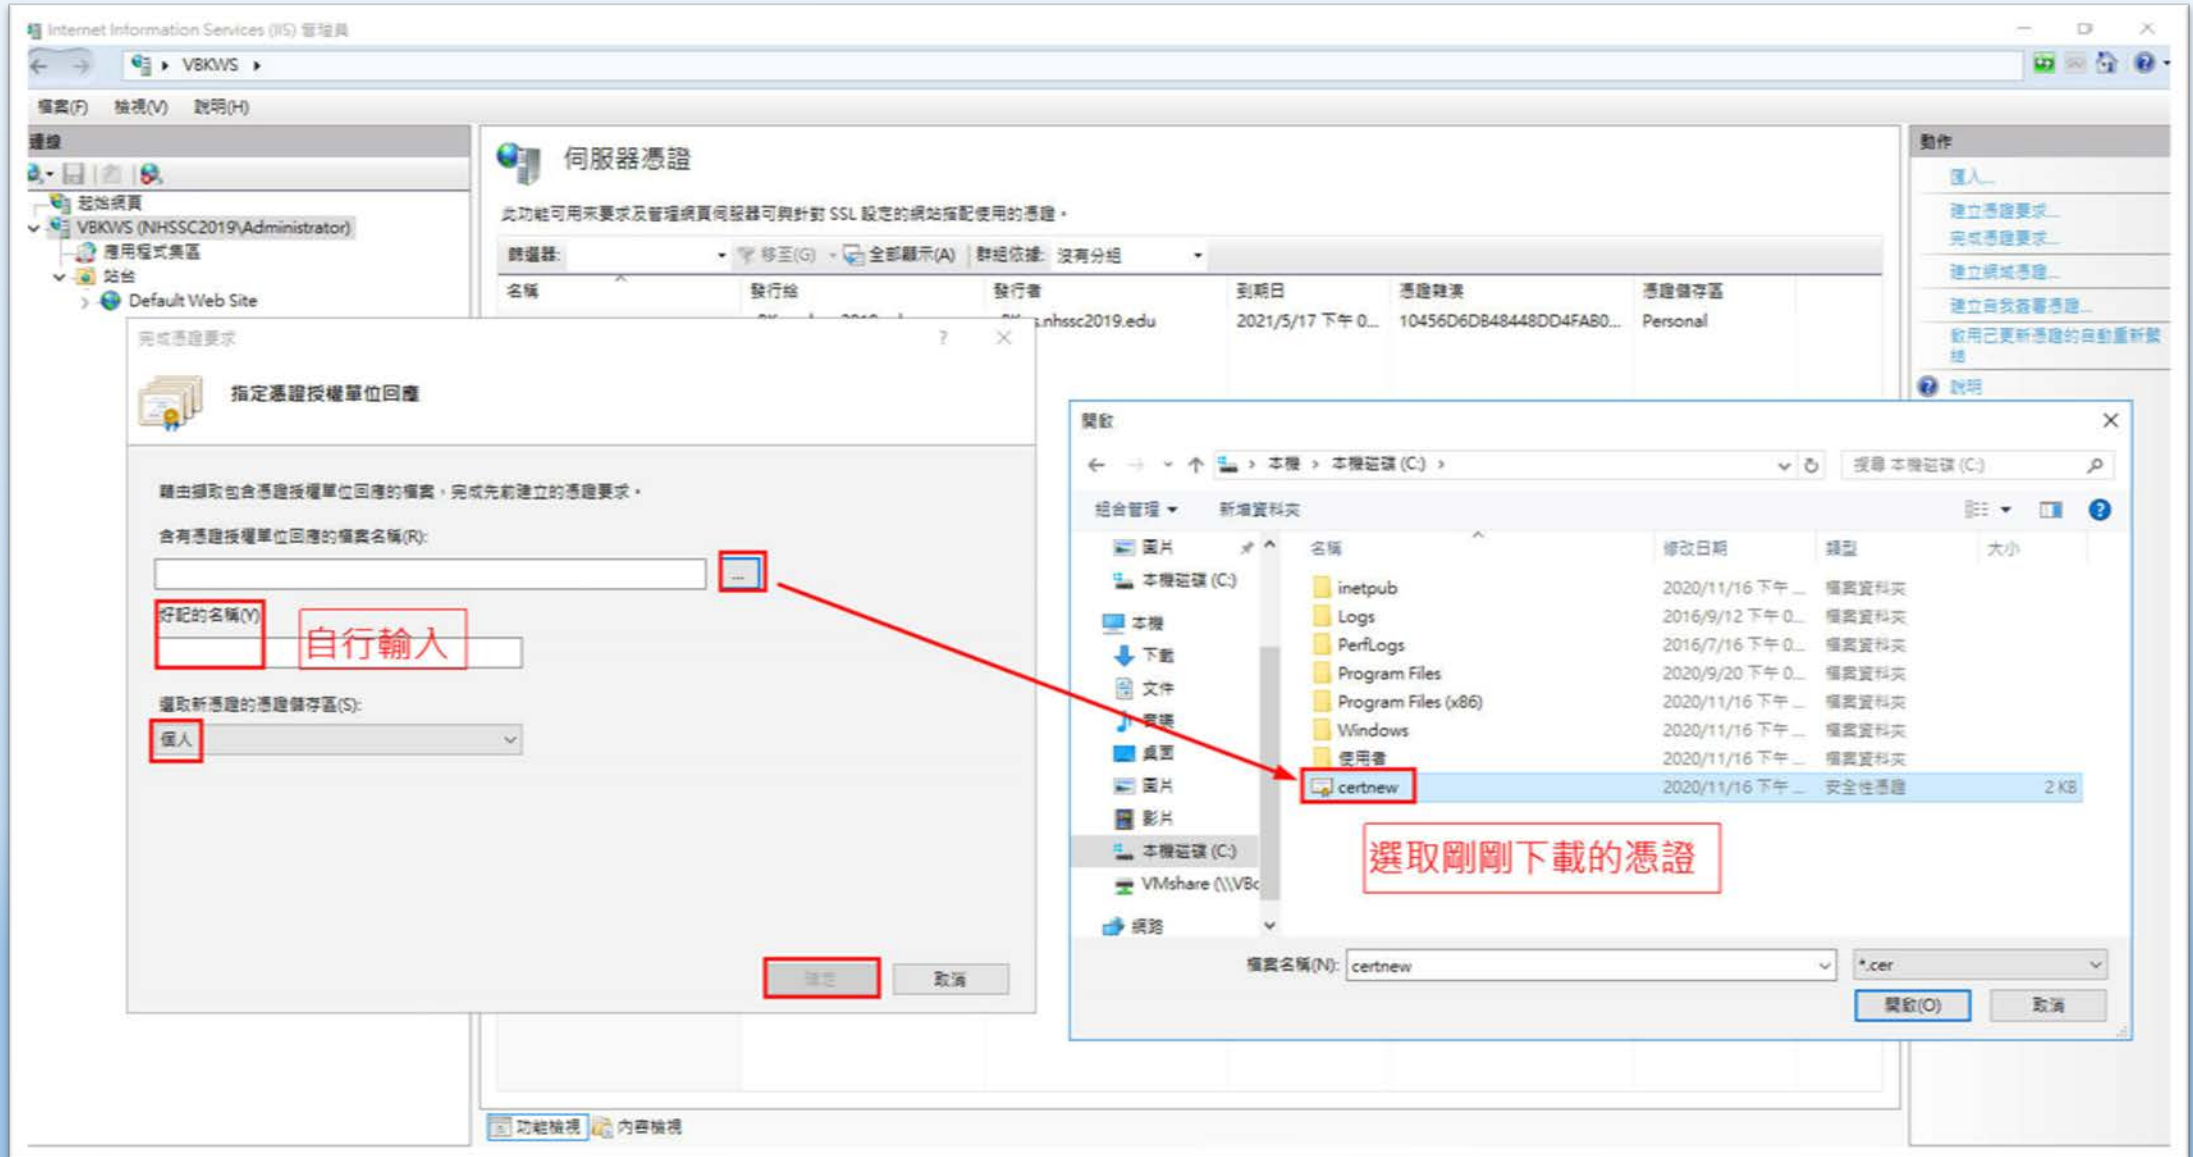 Internet Information Services (IIS) 管理員
VBKWS
檔案(F) 檢視(V) 說明(H)
連線
起始網頁
VBKWS (NHSSC2019\Administrator)
應用程式集區
站台
Default Web Site
伺服器憑證
此功能可用來要求及管理網頁伺服器可與針對 SSL 設定的網站搭配使用的憑證。
篩選器: 移至(G) 全部顯示(A) 群組依據: 沒有分組
名稱 發行給 發行者 到期日 憑證雜湊 憑證儲存區
.nhssc2019.edu 2021/5/17 下午 0... 10456D6DB48448DD4FAB0... Personal
動作
匯入...
建立憑證要求...
完成憑證要求...
建立網域憑證...
建立自我簽署憑證...
啟用已更新憑證的自動重新繫
結
說明
完成憑證要求
指定憑證授權單位回應
藉由擷取包含憑證授權單位回應的檔案，完成先前建立的憑證要求。
含有憑證授權單位回應的檔案名稱(R):
...
好記的名稱(Y)
自行輸入
選取新憑證的憑證儲存區(S):
個人
確定 取消
開啟
本機 本機磁碟 (C:)
搜尋 本機磁碟 (C:)
組合管理 新增資料夾
圖片
本機磁碟 (C:)
本機
下載
文件
音樂
桌面
圖片
影片
本機磁碟 (C:)
VMshare (\\VBc
網路
名稱 修改日期 類型 大小
inetpub 2020/11/16 下午 ... 檔案資料夾
Logs 2016/9/12 下午 0... 檔案資料夾
PerfLogs 2016/7/16 下午 0... 檔案資料夾
Program Files 2020/9/20 下午 0... 檔案資料夾
Program Files (x86) 2020/11/16 下午 ... 檔案資料夾
Windows 2020/11/16 下午 ... 檔案資料夾
使用者 2020/11/16 下午 ... 檔案資料夾
certnew 2020/11/16 下午 ... 安全性憑證 2 KB
選取剛剛下載的憑證
檔案名稱(N): certnew *.cer
開啟(O) 取消
功能檢視 內容檢視